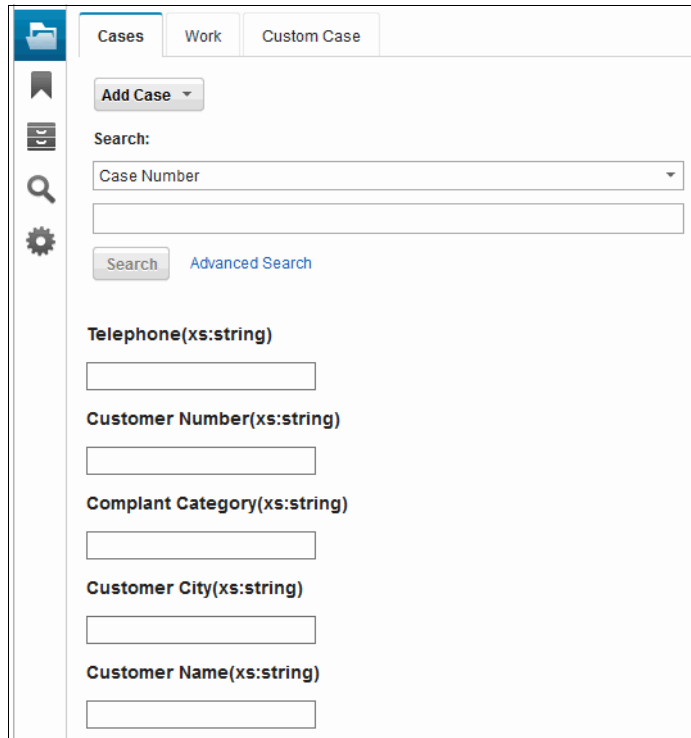 Cases Work Custom Case
Add Case
Search:
Case Number
Search Advanced Search
Telephone(xs:string)
Customer Number(xs:string)
Complant Category(xs:string)
Customer City(xs:string)
Customer Name(xs:string)